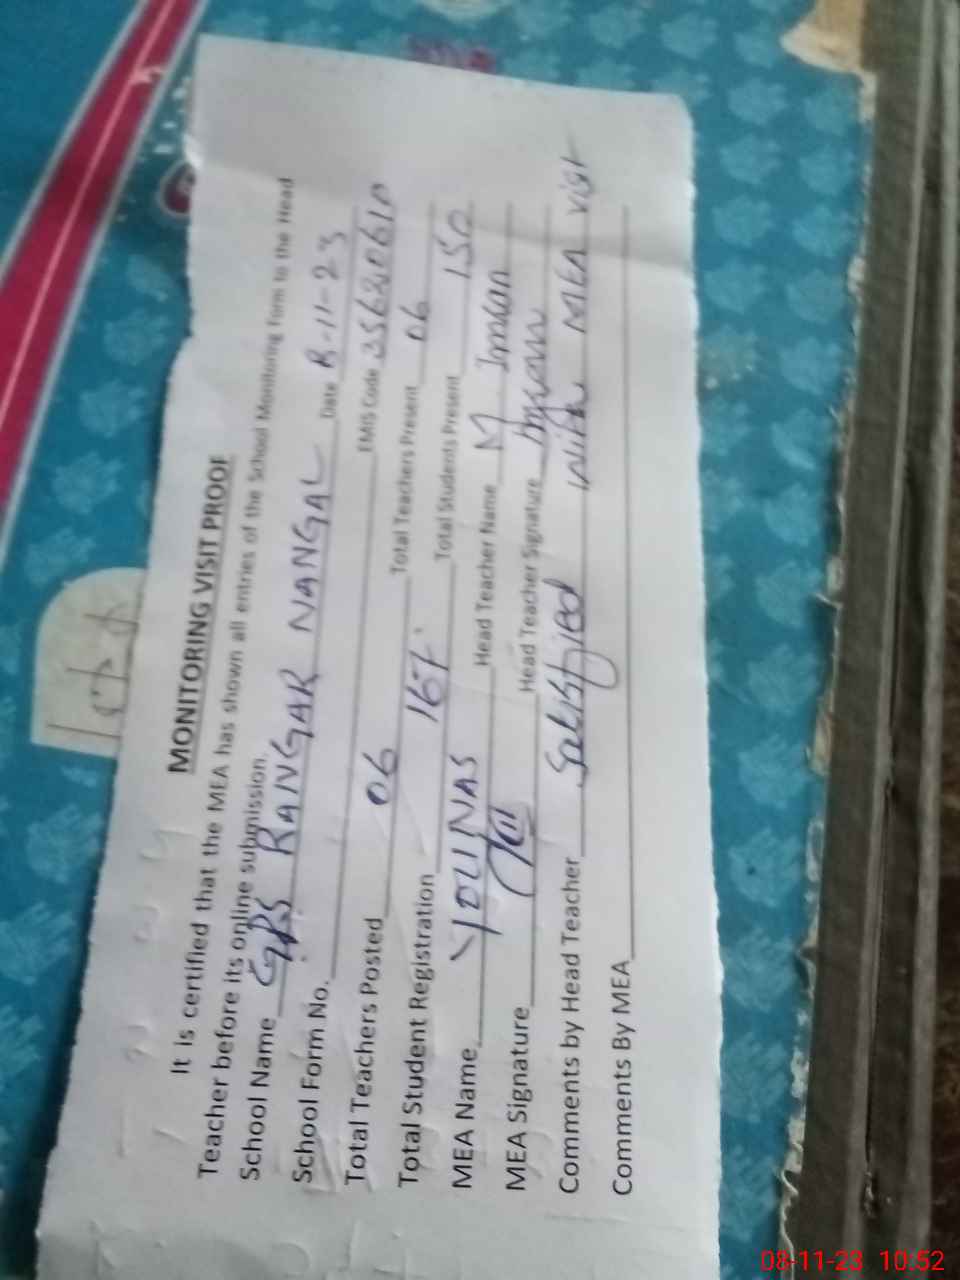 MONITORING VISIT PROOF
It is certified that the MEA has shown all entries of the School Monitoring Form to the Head
Teacher before its online submission.
School Name GPS RANGAR NANGAL Date 8-11-23
School Form No. EMIS Code
Total Teachers Posted 06 Total Teachers Present 06
Total Student Registration 167 Total Students Present 150
MEA Name YOUNAS Head Teacher Name M Imran
MEA Signature Head Teacher Signature Imran
Comments by Head Teacher Satisfied with MEA visit
Comments By MEA
08-11-23 10:52